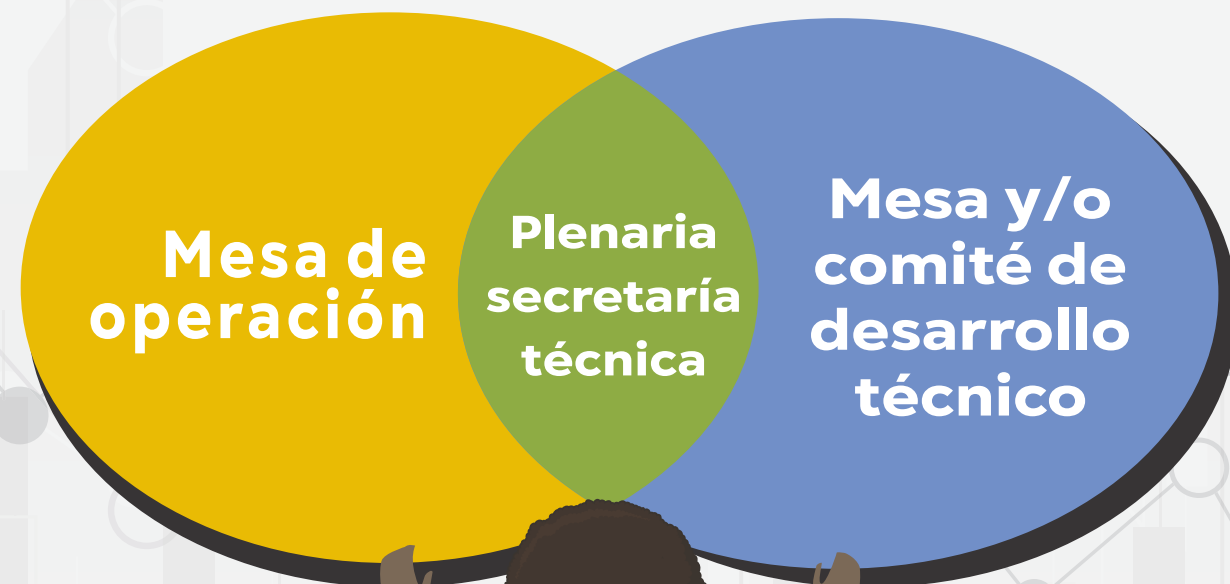 Mesa de
operación
Plenaria
secretaría
técnica
Mesa y/o
comité de
desarrollo
técnico